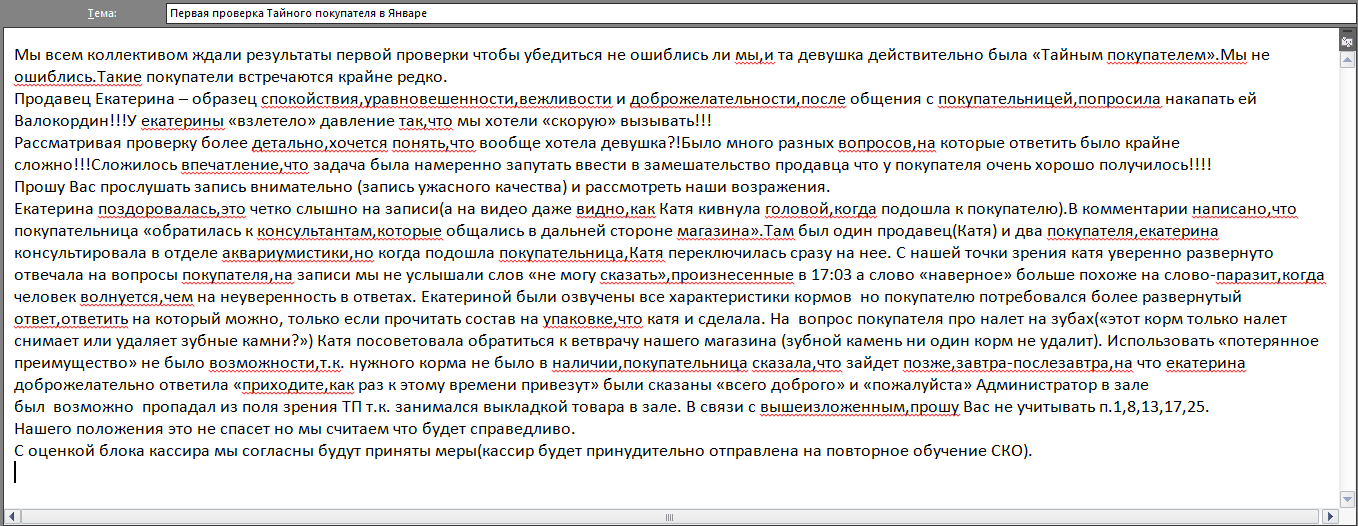 Тема: Первая проверка Тайного покупателя в Январе
Мы всем коллективом ждали результаты первой проверки чтобы убедиться не ошиблись ли мы,и та девушка действительно была «Тайным покупателем».Мы не
ошиблись.Такие покупатели встречаются крайне редко.
Продавец Екатерина – образец спокойствия,уравновешенности,вежливости и доброжелательности,после общения с покупательницей,попросила накапать ей
Валокордин!!!У екатерины «взлетело» давление так,что мы хотели «скорую» вызывать!!!
Рассматривая проверку более детально,хочется понять,что вообще хотела девушка?!Было много разных вопросов,на которые ответить было крайне
сложно!!!Сложилось впечатление,что задача была намеренно запутать ввести в замешательство продавца что у покупателя очень хорошо получилось!!!!
Прошу Вас прослушать запись внимательно (запись ужасного качества) и рассмотреть наши возражения.
Екатерина поздоровалась,это четко слышно на записи(а на видео даже видно,как Катя кивнула головой,когда подошла к покупателю).В комментарии написано,что
покупательница «обратилась к консультантам,которые общались в дальней стороне магазина».Там был один продавец(Катя) и два покупателя,екатерина
консультировала в отделе аквариумистики,но когда подошла покупательница,Катя переключилась сразу на нее. С нашей точки зрения катя уверенно развернуто
отвечала на вопросы покупателя,на записи мы не услышали слов «не могу сказать»,произнесенные в 17:03 а слово «наверное» больше похоже на слово-паразит,когда
человек волнуется,чем на неуверенность в ответах. Екатериной были озвучены все характеристики кормов  но покупателю потребовался более развернутый
ответ,ответить на который можно, только если прочитать состав на упаковке,что катя и сделала. На  вопрос покупателя про налет на зубах(«этот корм только налет
снимает или удаляет зубные камни?») Катя посоветовала обратиться к ветврачу нашего магазина (зубной камень ни один корм не удалит). Использовать «потерянное
преимущество» не было возможности,т.к. нужного корма не было в наличии,покупательница сказала,что зайдет позже,завтра-послезавтра,на что екатерина
доброжелательно ответила «приходите,как раз к этому времени привезут» были сказаны «всего доброго» и «пожалуйста» Администратор в зале
был  возможно  пропадал из поля зрения ТП т.к. занимался выкладкой товара в зале. В связи с вышеизложенным,прошу Вас не учитывать п.1,8,13,17,25.
Нашего положения это не спасет но мы считаем что будет справедливо.
С оценкой блока кассира мы согласны будут приняты меры(кассир будет принудительно отправлена на повторное обучение СКО).